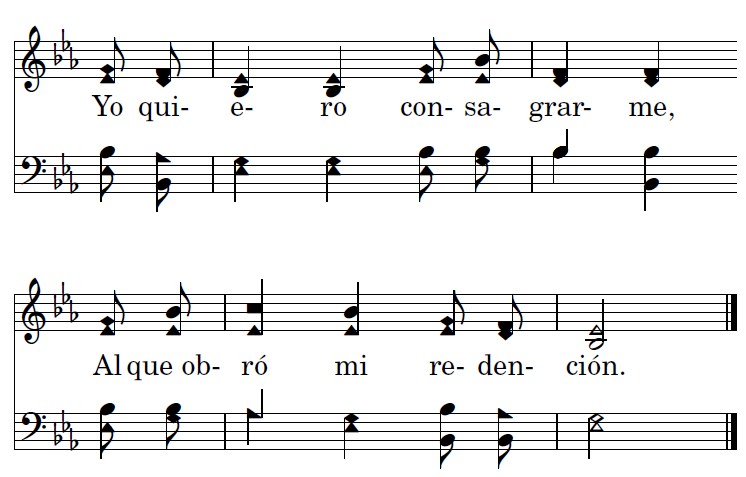 Yo qui- e- ro con- sa- grar- me,
Al que ob- ró mi re- den- ción.